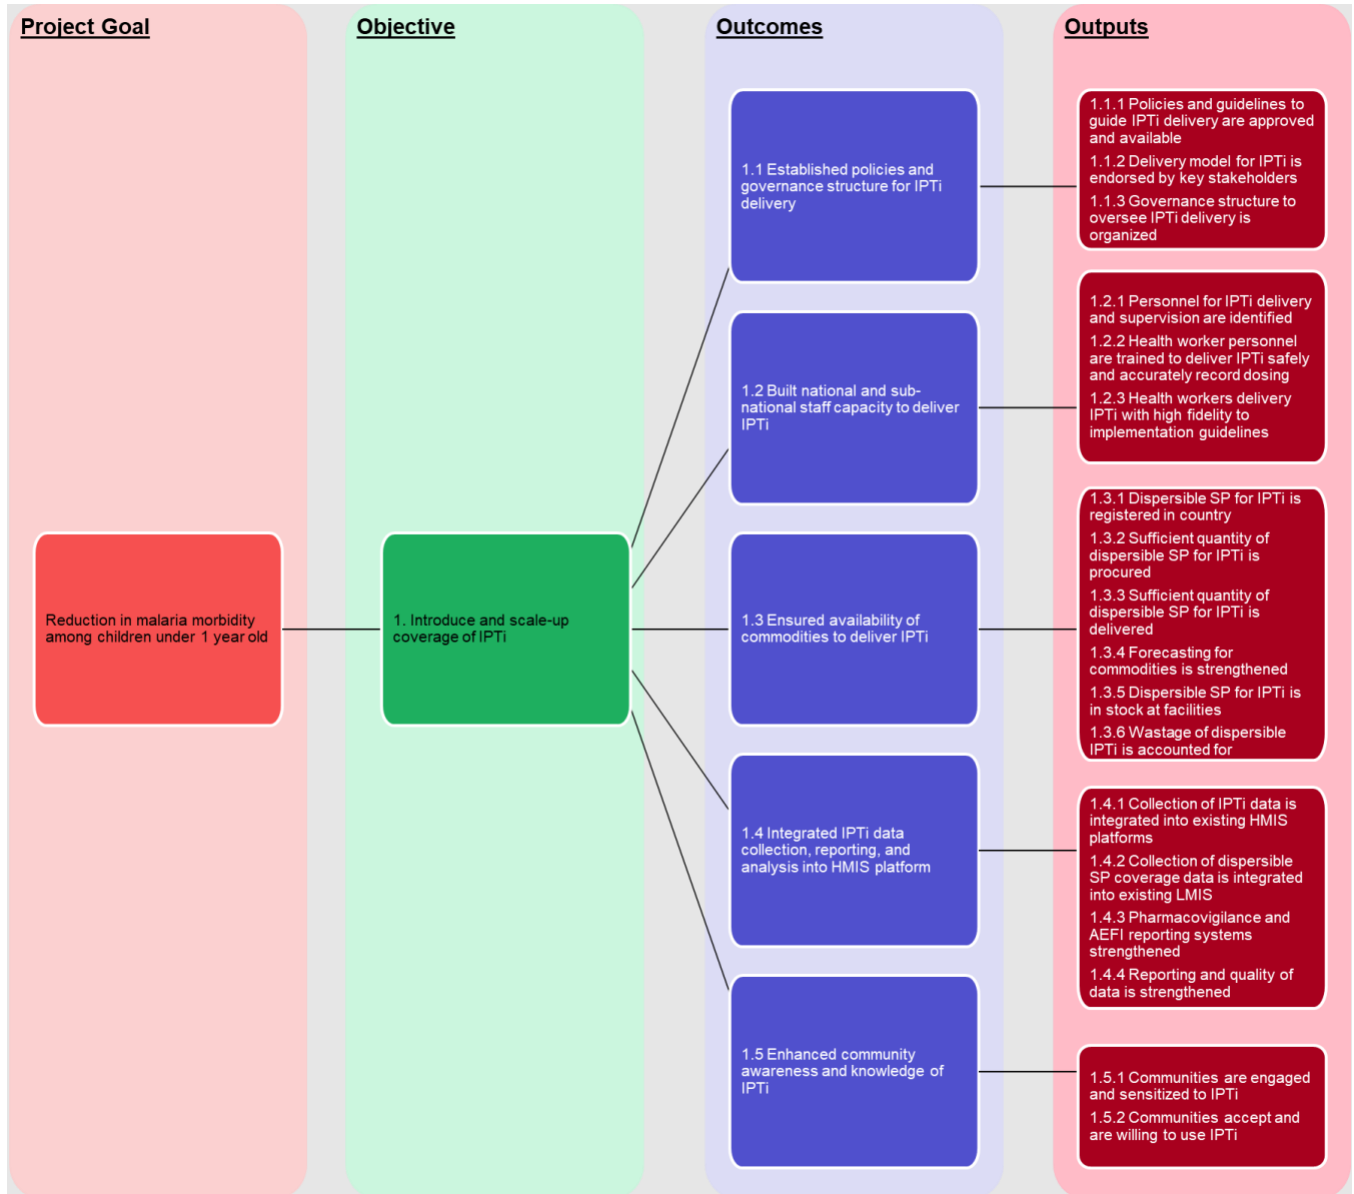 Project Goal
Objective
Outcomes
Outputs
Reduction in malaria morbidity
among children under 1 year old
1. Introduce and scale-up
coverage of IPTi
1.1 Established policies and
governance structure for IPTi
delivery
1.2 Built national and sub-
national staff capacity to deliver
IPTi
1.3 Ensured availability of
commodities to deliver IPTi
1.4 Integrated IPTi data
collection, reporting, and
analysis into HMIS platform
1.5 Enhanced community
awareness and knowledge of
IPTi
1.1.1 Policies and guidelines to
guide IPTi delivery are approved
and available
1.1.2 Delivery model for IPTi is
endorsed by key stakeholders
1.1.3 Governance structure to
oversee IPTi delivery is
organized
1.2.1 Personnel for IPTi delivery
and supervision are identified
1.2.2 Health worker personnel
are trained to deliver IPTi safely
and accurately record dosing
1.2.3 Health workers delivery
IPTi with high fidelity to
implementation guidelines
1.3.1 Dispersible SP for IPTi is
registered in country
1.3.2 Sufficient quantity of
dispersible SP for IPTi is
procured
1.3.3 Sufficient quantity of
dispersible SP for IPTi is
delivered
1.3.4 Forecasting for
commodities is strengthened
1.3.5 Dispersible SP for IPTi is
in stock at facilities
1.3.6 Wastage of dispersible
IPTi is accounted for
1.4.1 Collection of IPTi data is
integrated into existing HMIS
platforms
1.4.2 Collection of dispersible
SP coverage data is integrated
into existing LMIS
1.4.3 Pharmacovigilance and
AEFI reporting systems
strengthened
1.4.4 Reporting and quality of
data is strengthened
1.5.1 Communities are engaged
and sensitized to IPTi
1.5.2 Communities accept and
are willing to use IPTi